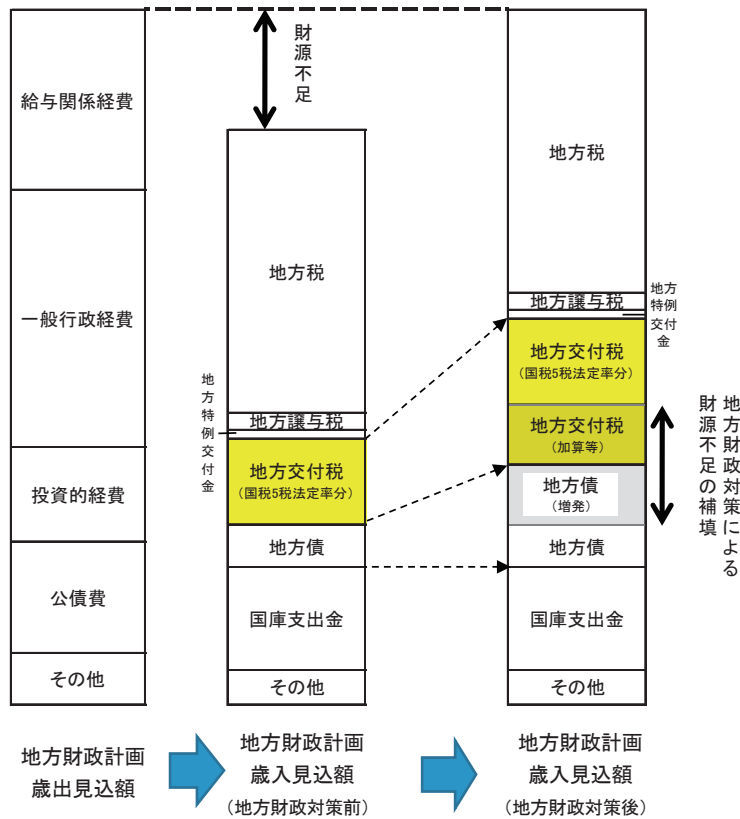 給与関係経費
一般行政経費
投資的経費
公債費
その他
地方財政計画
歳出見込額
財源不足
地方税
地方譲与税
地方特例交付金
地方交付税
（国税5税法定率分）
地方債
国庫支出金
その他
地方財政計画
歳入見込額
（地方財政対策前）
地方税
地方譲与税
地方
特例
交付
金
地方交付税
（国税5税法定率分）
地方交付税
（加算等）
地方債
（増発）
地方債
国庫支出金
その他
地方財政対策による
財源不足の補填
地方財政計画
歳入見込額
（地方財政対策後）